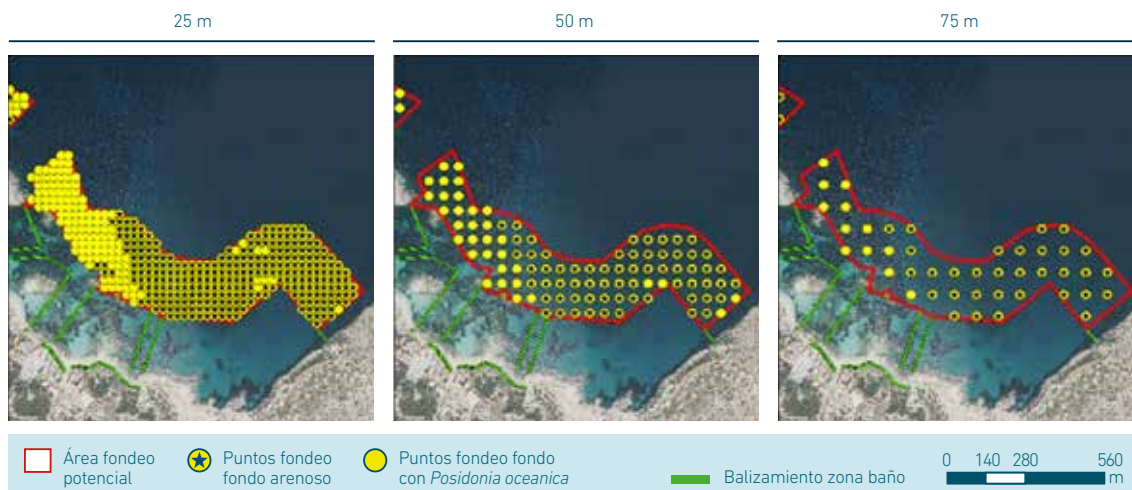 25 m
50 m
75 m
Área fondeo
potencial
Puntos fondeo
fondo arenoso
Puntos fondeo fondo
con Posidonia oceanica
Balizamiento zona baño
0 140 280 560
m